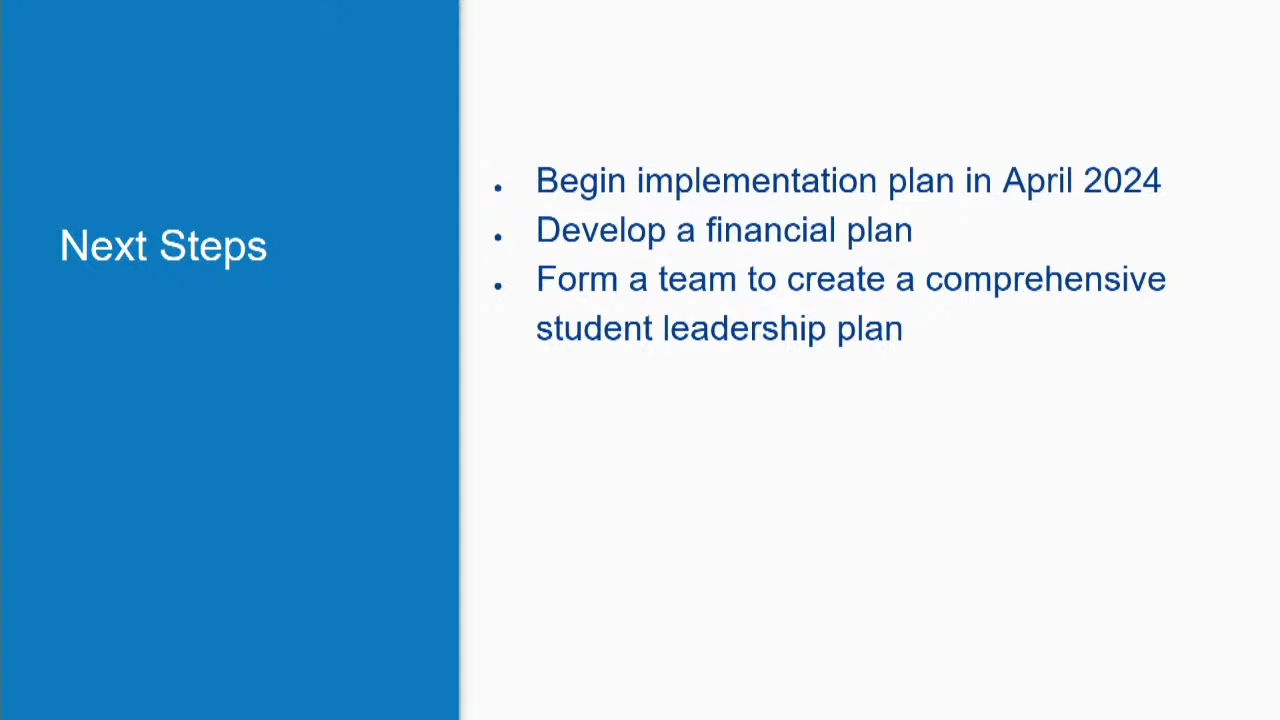 Next Steps
• Begin implementation plan in April 2024
• Develop a financial plan
• Form a team to create a comprehensive
student leadership plan